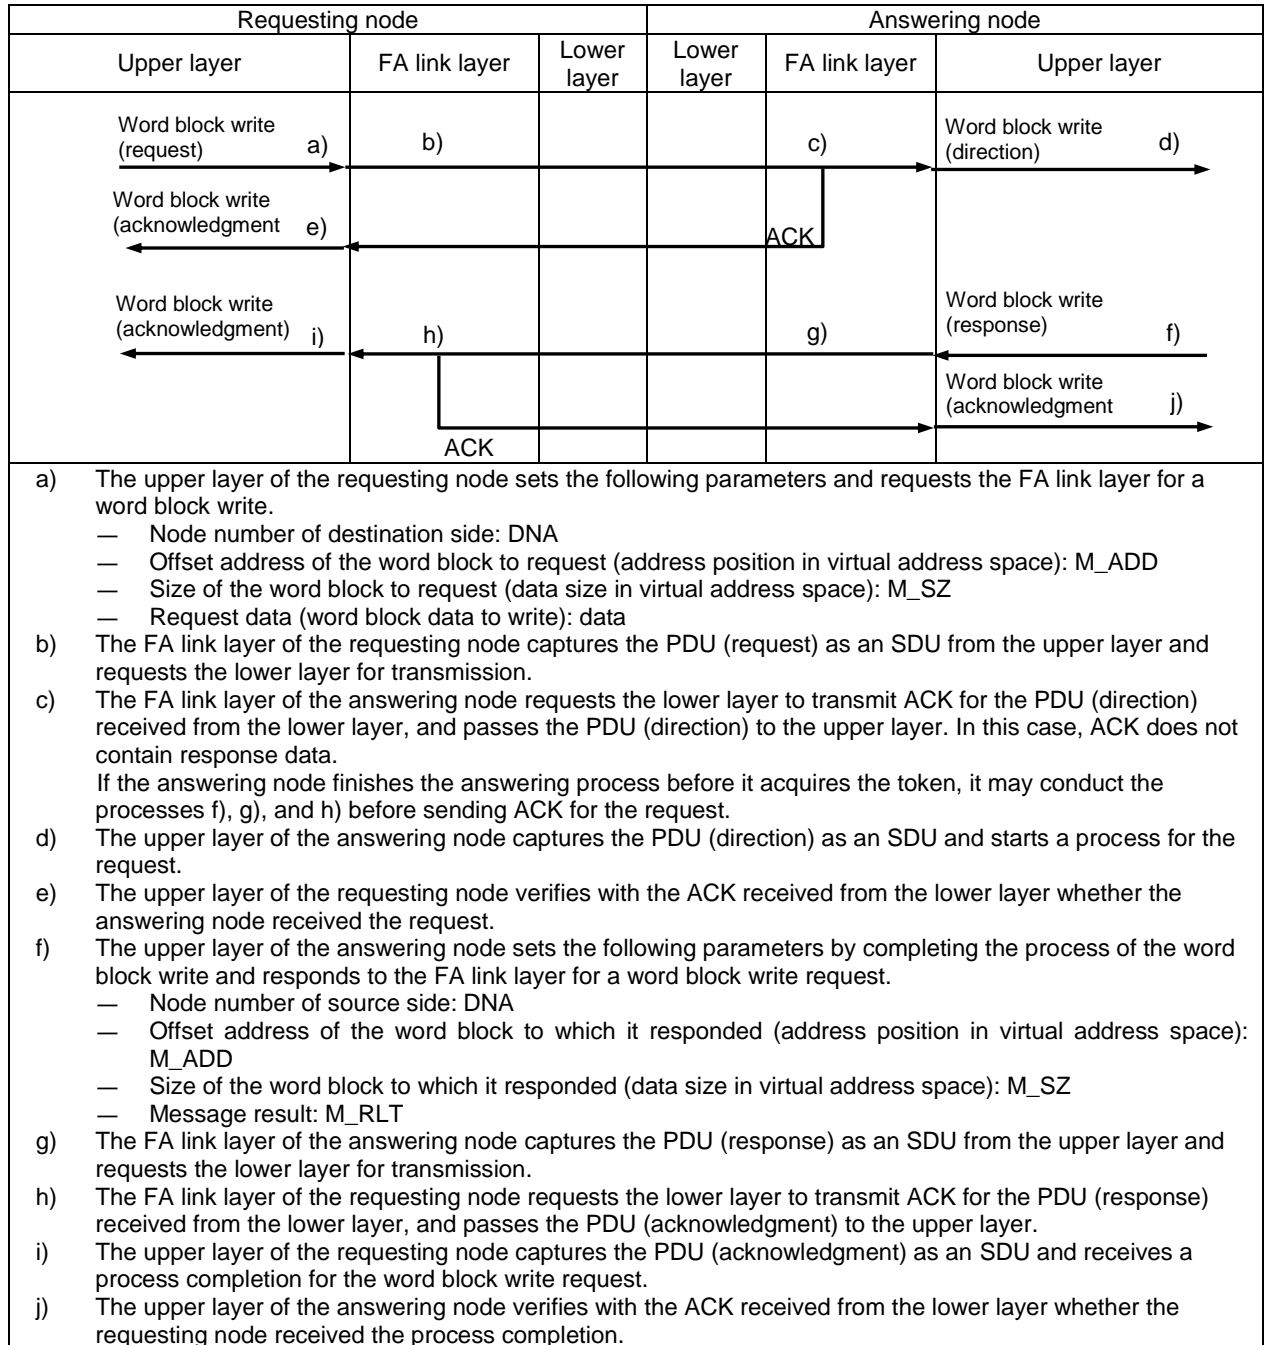 Requesting node
Answering node
Upper layer
FA link layer
Lower
layer
Lower
layer
FA link layer
Upper layer
Word block write
(request) a)
b)
c)
Word block write
(direction) d)
Word block write
(acknowledgment e)
ACK
Word block write
(acknowledgment) i)
h)
g)
Word block write
(response) f)
Word block write
(acknowledgment j)
ACK
a) The upper layer of the requesting node sets the following parameters and requests the FA link layer for a
word block write.
— Node number of destination side: DNA
— Offset address of the word block to request (address position in virtual address space): M_ADD
— Size of the word block to request (data size in virtual address space): M_SZ
— Request data (word block data to write): data
b) The FA link layer of the requesting node captures the PDU (request) as an SDU from the upper layer and
requests the lower layer for transmission.
c) The FA link layer of the answering node requests the lower layer to transmit ACK for the PDU (direction)
received from the lower layer, and passes the PDU (direction) to the upper layer. In this case, ACK does not
contain response data.
If the answering node finishes the answering process before it acquires the token, it may conduct the
processes f), g), and h) before sending ACK for the request.
d) The upper layer of the answering node captures the PDU (direction) as an SDU and starts a process for the
request.
e) The upper layer of the requesting node verifies with the ACK received from the lower layer whether the
answering node received the request.
f) The upper layer of the answering node sets the following parameters by completing the process of the word
block write and responds to the FA link layer for a word block write request.
— Node number of source side: DNA
— Offset address of the word block to which it responded (address position in virtual address space):
M_ADD
— Size of the word block to which it responded (data size in virtual address space): M_SZ
— Message result: M_RLT
g) The FA link layer of the answering node captures the PDU (response) as an SDU from the upper layer and
requests the lower layer for transmission.
h) The FA link layer of the requesting node requests the lower layer to transmit ACK for the PDU (response)
received from the lower layer, and passes the PDU (acknowledgment) to the upper layer.
i) The upper layer of the requesting node captures the PDU (acknowledgment) as an SDU and receives a
process completion for the word block write request.
j) The upper layer of the answering node verifies with the ACK received from the lower layer whether the
requesting node received the process completion.